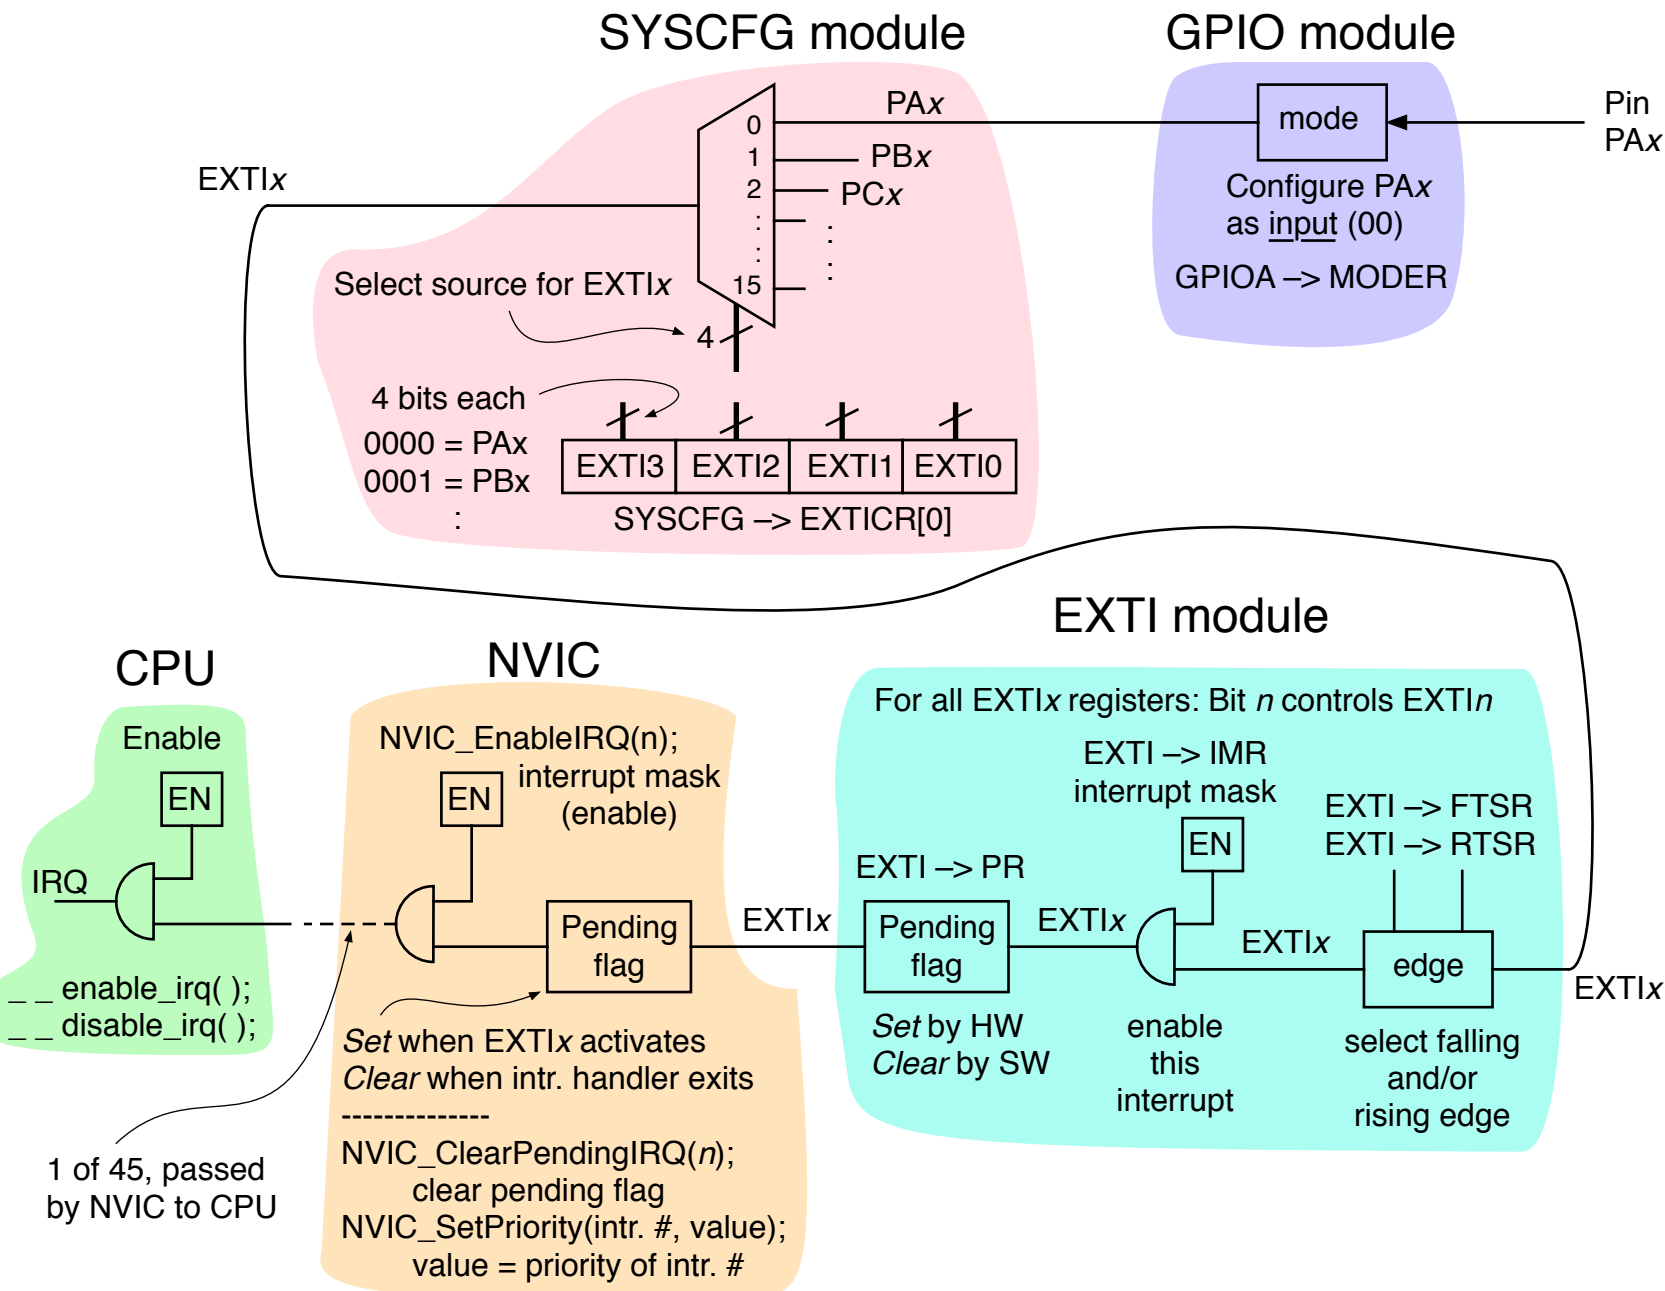 SYSCFG module
GPIO module
PAx
mode
Pin
PAx
0
1
2
:
:
15
PBx
PCx
:
:
EXTIx
Configure PAx
as input (00)
GPIOA –> MODER
Select source for EXTIx
4
4 bits each
0000 = PAx
0001 = PBx
:
EXTI3
EXTI2
EXTI1
EXTI0
SYSCFG –> EXTICR[0]
EXTI module
For all EXTIx registers: Bit n controls EXTIn
EXTI –> IMR
interrupt mask
EN
EXTI –> FTSR
EXTI –> RTSR
EXTI –> PR
Pending
flag
EXTIx
EXTIx
EXTIx
edge
EXTIx
Set by HW
Clear by SW
enable
this
interrupt
select falling
and/or
rising edge
NVIC
NVIC_EnableIRQ(n);
interrupt mask
(enable)
EN
Pending
flag
Set when EXTIx activates
Clear when intr. handler exits
--------------
NVIC_ClearPendingIRQ(n);
clear pending flag
NVIC_SetPriority(intr. #, value);
value = priority of intr. #
CPU
Enable
EN
IRQ
_ _ enable_irq( );
_ _ disable_irq( );
1 of 45, passed
by NVIC to CPU